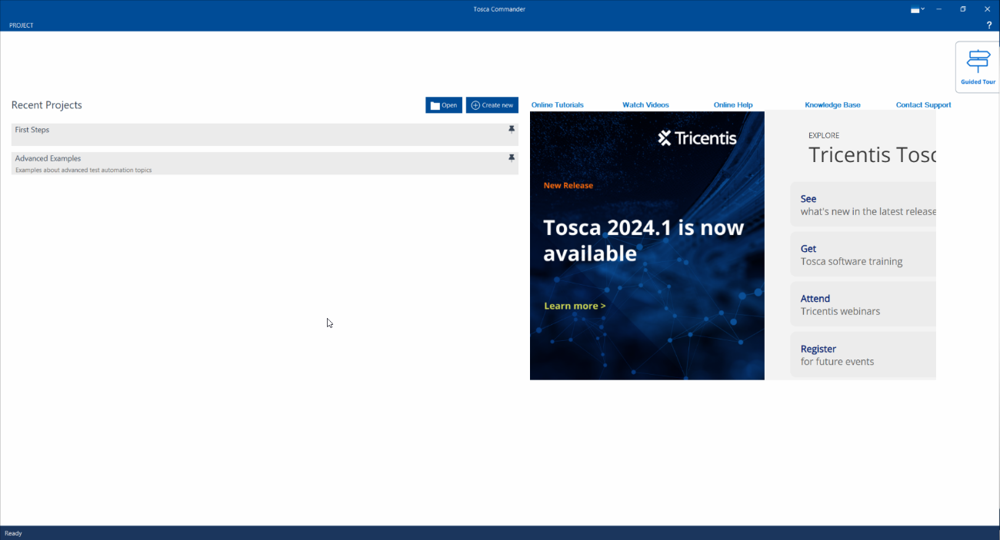 Tosca Commander
PROJECT
?
Guided Tour
Recent Projects
Open
Create new
First Steps
Advanced Examples
Examples about advanced test automation topics
Online Tutorials
Watch Videos
Online Help
Knowledge Base
Contact Support
Tricentis
New Release
Tosca 2024.1 is now
available
Learn more >
EXPLORE
Tricentis Tosc
See
what's new in the latest release
Get
Tosca software training
Attend
Tricentis webinars
Register
for future events
Ready